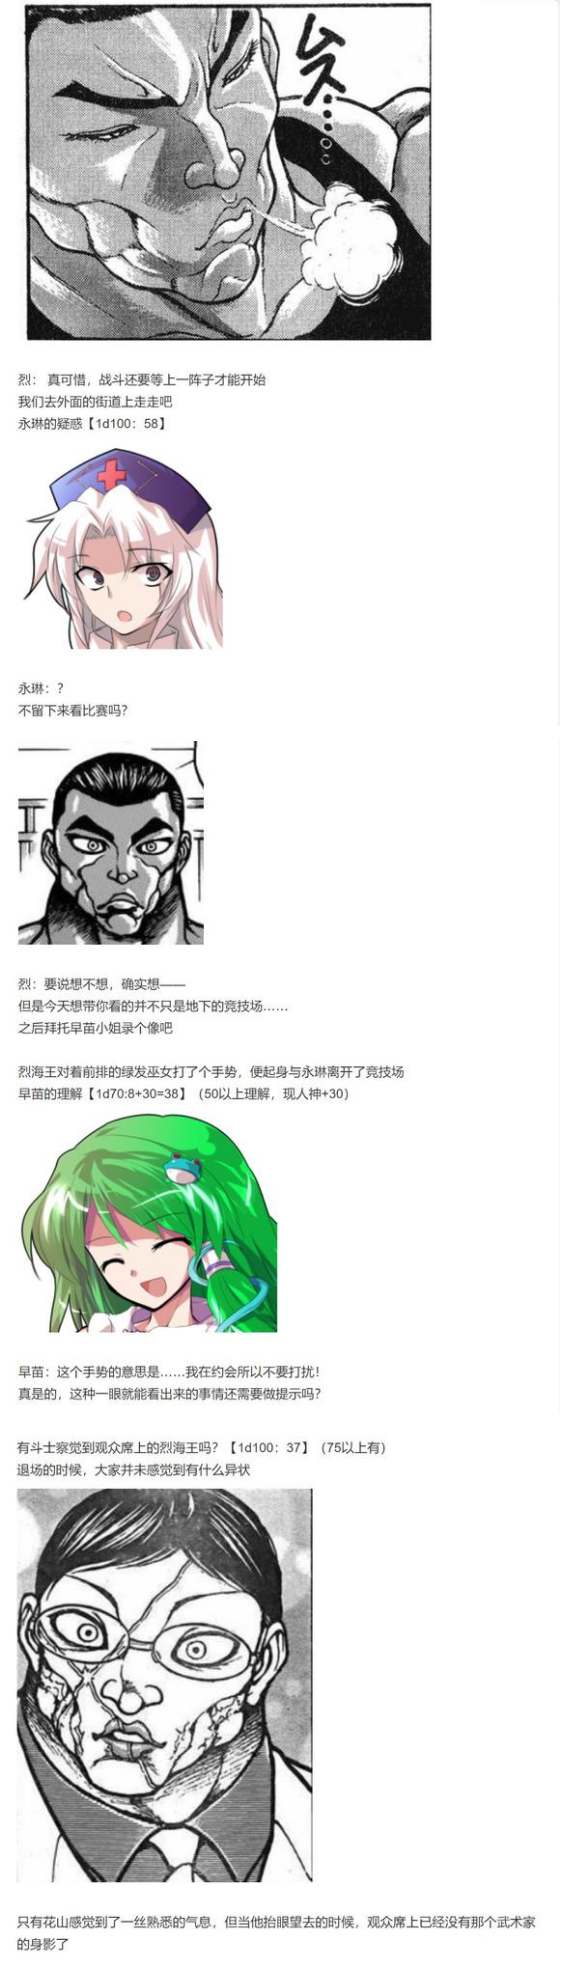 ムス…
烈： 真可惜，战斗还要等上一阵子才能开始
我们去外面的街道上走走吧
永琳的疑惑【1d100：58】
永琳：？
不留下来看比赛吗？
烈：要说想不想，确实想——
但是今天想带你看的并不只是地下的竞技场……
之后拜托早苗小姐录个像吧
烈海王对着前排的绿发巫女打了个手势，便起身与永琳离开了竞技场
早苗的理解【1d70:8+30=38】（50以上理解，现人神+30）
早苗：这个手势的意思是……我在约会所以不要打扰！
真是的，这种一眼就能看出来的事情还需要做提示吗？
有斗士察觉到观众席上的烈海王吗？【1d100：37】（75以上有）
退场的时候，大家并未感觉到有什么异状
只有花山感觉到了一丝熟悉的气息，但当他抬眼望去的时候，观众席上已经没有那个武术家
的身影了